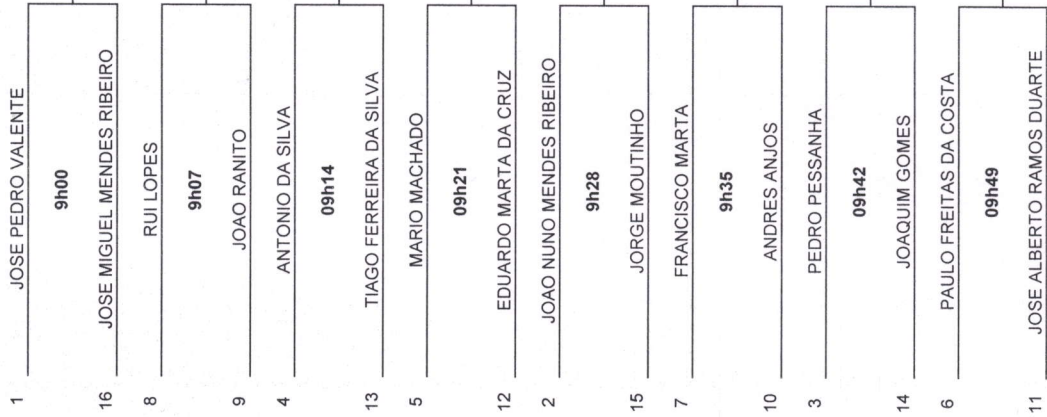 1 JOSE PEDRO VALENTE
9h00
16 JOSE MIGUEL MENDES RIBEIRO
8 RUI LOPES
9h07
9 JOAO RANITO
4 ANTONIO DA SILVA
09h14
13 TIAGO FERREIRA DA SILVA
5 MARIO MACHADO
09h21
12 EDUARDO MARTA DA CRUZ
2 JOAO NUNO MENDES RIBEIRO
9h28
15 JORGE MOUTINHO
7 FRANCISCO MARTA
9h35
10 ANDRES ANJOS
3 PEDRO PESSANHA
09h42
14 JOAQUIM GOMES
6 PAULO FREITAS DA COSTA
09h49
11 JOSE ALBERTO RAMOS DUARTE